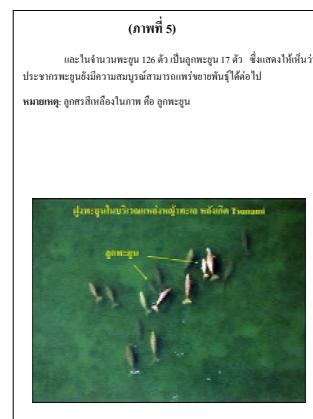 (ภาพที่ 5)
และในจำนวนพะยูน 126 ตัว เป็นลูกพะยูน 17 ตัว ซึ่งแสดงให้เห็นว่า
ประชากรพะยูนยังมีความสมบูรณ์สามารถแพร่ขยายพันธุ์ได้ต่อไป
หมายเหตุ: ลูกศรสีเหลืองในภาพ คือ ลูกพะยูน
ฝูงพะยูนในบริเวณแหล่งหญ้าทะเล หลังเกิด Tsunami
ลูกพะยูน